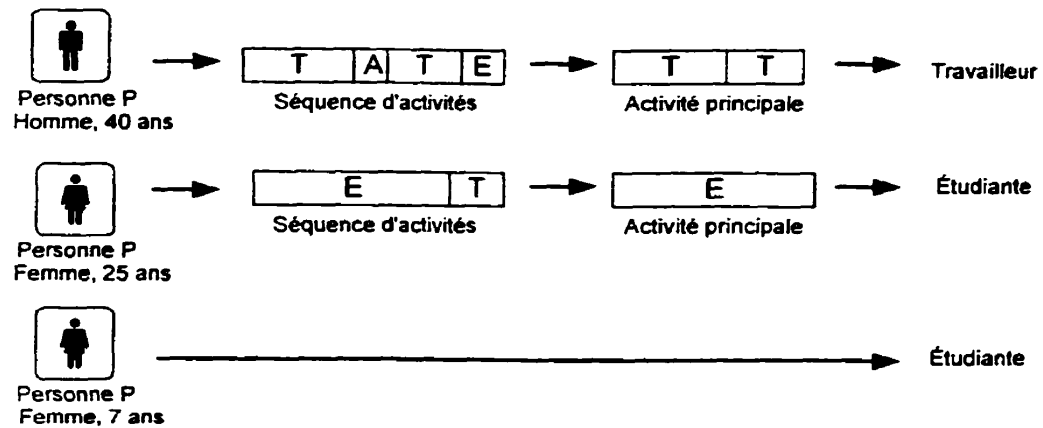 T A T E
T T
Travailleur
Personne P
Homme, 40 ans
Séquence d'activités
Activité principale
E T
E
Étudiante
Personne P
Femme, 25 ans
Séquence d'activités
Activité principale
Étudiante
Personne P
Femme, 7 ans